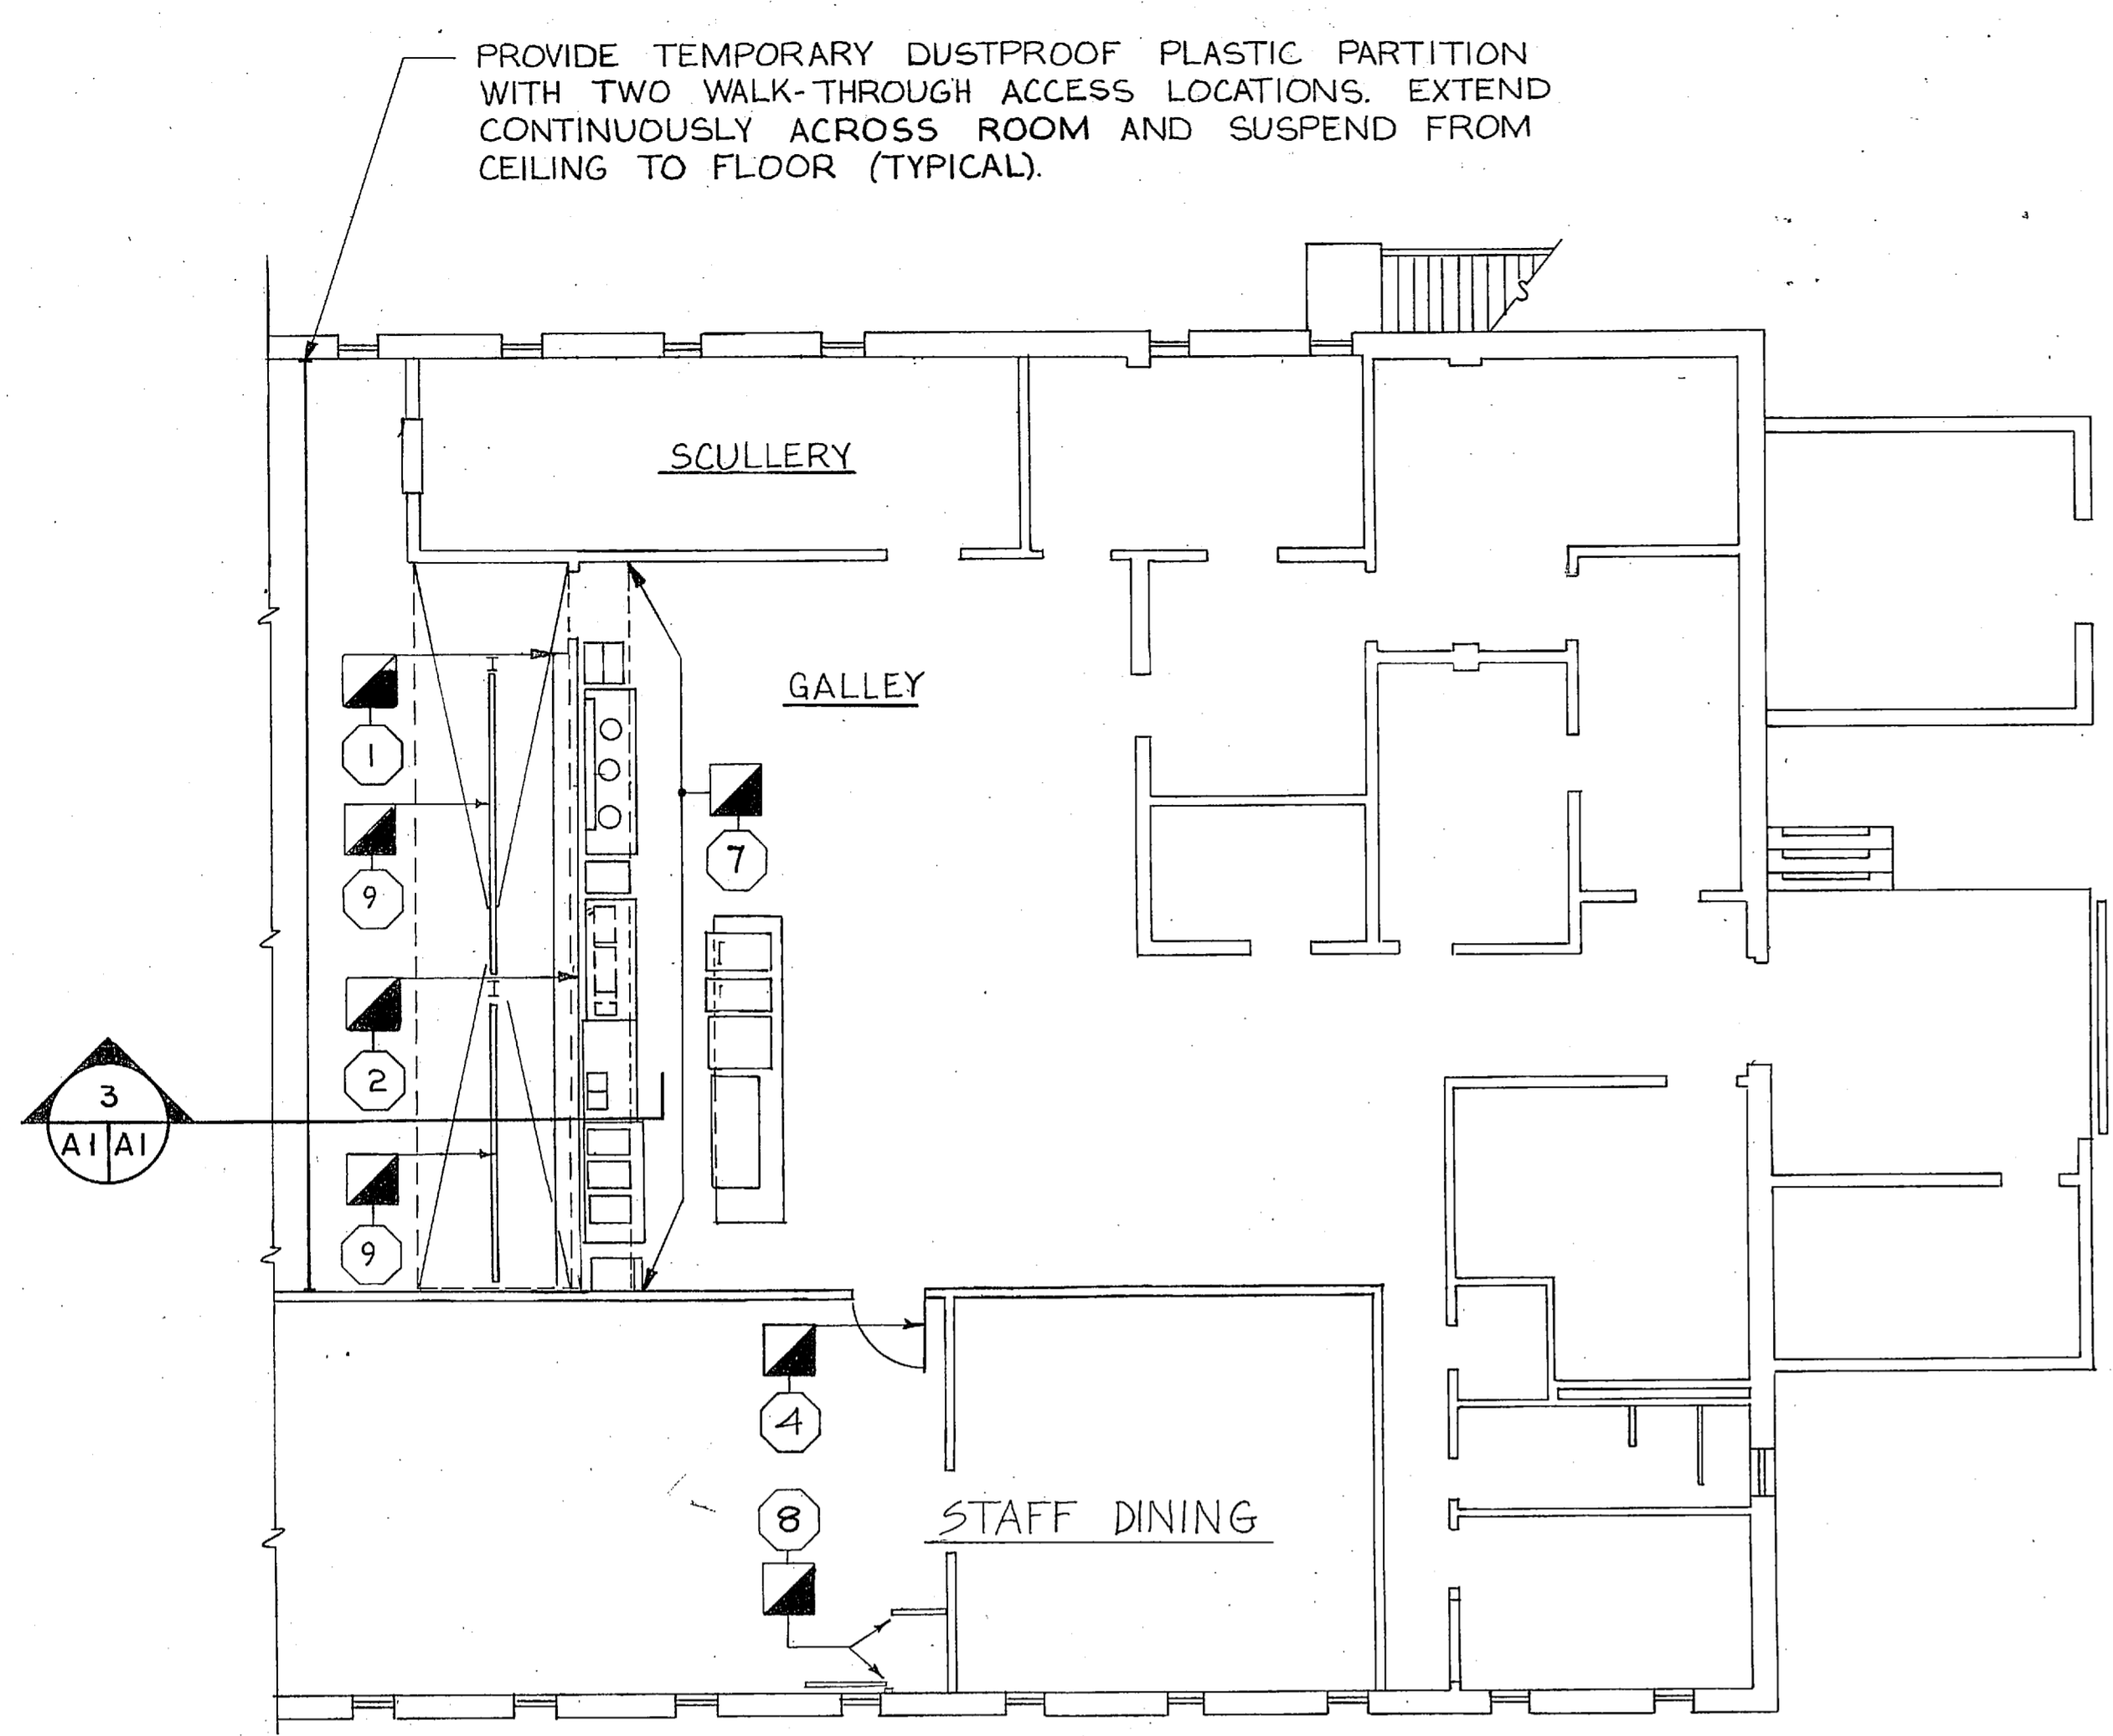 PROVIDE TEMPORARY DUSTPROOF PLASTIC PARTITION
WITH TWO WALK-THROUGH ACCESS LOCATIONS. EXTEND
CONTINUOUSLY ACROSS ROOM AND SUSPEND FROM
CEILING TO FLOOR (TYPICAL).
SCULLERY
GALLEY
1
9
7
2
3
A1 A1
9
4
8
STAFF DINING